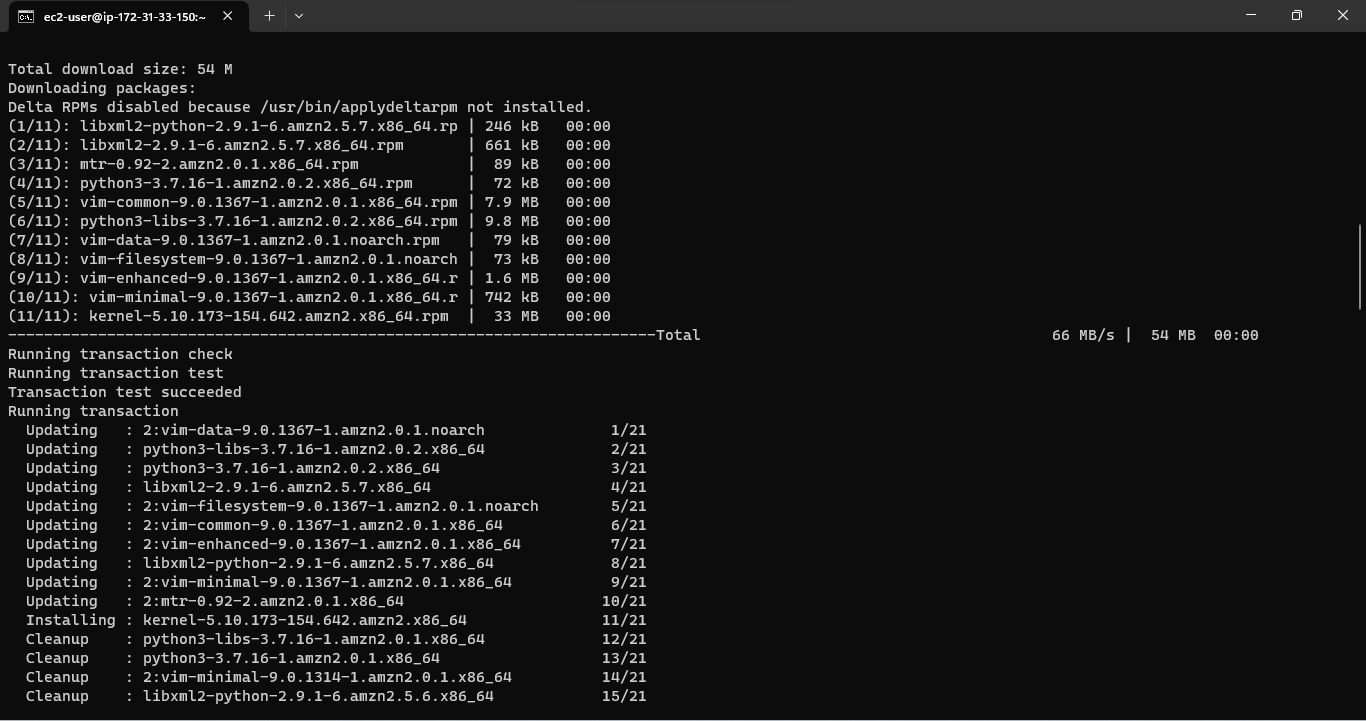 ec2-user@ip-172-31-33-150:~
Total download size: 54 M
Downloading packages:
Delta RPMs disabled because /usr/bin/applydeltarpm not installed.
(1/11): libxml2-python-2.9.1-6.amzn2.5.7.x86_64.rp | 246 kB   00:00
(2/11): libxml2-2.9.1-6.amzn2.5.7.x86_64.rpm       | 661 kB   00:00
(3/11): mtr-0.92-2.amzn2.0.1.x86_64.rpm            |  89 kB   00:00
(4/11): python3-3.7.16-1.amzn2.0.2.x86_64.rpm      |  72 kB   00:00
(5/11): vim-common-9.0.1367-1.amzn2.0.1.x86_64.rpm | 7.9 MB   00:00
(6/11): python3-libs-3.7.16-1.amzn2.0.2.x86_64.rpm | 9.8 MB   00:00
(7/11): vim-data-9.0.1367-1.amzn2.0.1.noarch.rpm   |  79 kB   00:00
(8/11): vim-filesystem-9.0.1367-1.amzn2.0.1.noarch |  73 kB   00:00
(9/11): vim-enhanced-9.0.1367-1.amzn2.0.1.x86_64.r | 1.6 MB   00:00
(10/11): vim-minimal-9.0.1367-1.amzn2.0.1.x86_64.r | 742 kB   00:00
(11/11): kernel-5.10.173-154.642.amzn2.x86_64.rpm  |  33 MB   00:00
------------------------------------------------------------------------Total                                       66 MB/s |  54 MB  00:00
Running transaction check
Running transaction test
Transaction test succeeded
Running transaction
  Updating   : 2:vim-data-9.0.1367-1.amzn2.0.1.noarch              1/21
  Updating   : python3-libs-3.7.16-1.amzn2.0.2.x86_64              2/21
  Updating   : python3-3.7.16-1.amzn2.0.2.x86_64                   3/21
  Updating   : libxml2-2.9.1-6.amzn2.5.7.x86_64                    4/21
  Updating   : 2:vim-filesystem-9.0.1367-1.amzn2.0.1.noarch        5/21
  Updating   : 2:vim-common-9.0.1367-1.amzn2.0.1.x86_64            6/21
  Updating   : 2:vim-enhanced-9.0.1367-1.amzn2.0.1.x86_64          7/21
  Updating   : libxml2-python-2.9.1-6.amzn2.5.7.x86_64             8/21
  Updating   : 2:vim-minimal-9.0.1367-1.amzn2.0.1.x86_64           9/21
  Updating   : 2:mtr-0.92-2.amzn2.0.1.x86_64                      10/21
  Installing : kernel-5.10.173-154.642.amzn2.x86_64               11/21
  Cleanup    : python3-libs-3.7.16-1.amzn2.0.1.x86_64             12/21
  Cleanup    : python3-3.7.16-1.amzn2.0.1.x86_64                  13/21
  Cleanup    : 2:vim-minimal-9.0.1314-1.amzn2.0.1.x86_64          14/21
  Cleanup    : libxml2-python-2.9.1-6.amzn2.5.6.x86_64            15/21